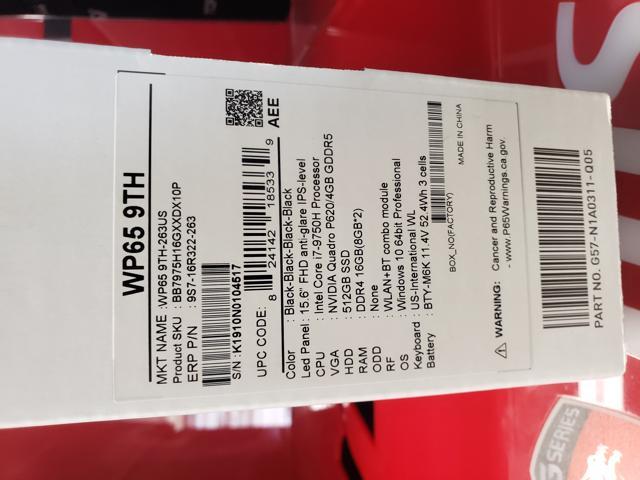 WP65 9TH
MKT NAME :WP65 9TH-263US
Product SKU : BB7975H16GXXDX10P
ERP P/N : 9S7-16R322-263
S/N :K1910N0104517
UPC CODE:
8 24142 18533 9
AEE
Color : Black-Black-Black-Black
Led Panel : 15.6" FHD anti-glare IPS-level
CPU : Intel Core i7-9750H Processor
VGA : NVIDIA Quadro P620/4GB GDDR5
HDD : 512GB SSD
RAM : DDR4 16GB(8GB*2)
ODD : None
RF : WLAN+BT combo module
OS : Windows 10 64bit Professional
Keyboard : US-International WL
Battery : BTY-M6K 11.4V 52.4Wh 3 cells
BOX_NO(FACTORY)
MADE IN CHINA
WARNING: Cancer and Reproductive Harm
- www.P65Warnings.ca.gov.
PART NO. G57-N1A0311-Q05
G SERIES